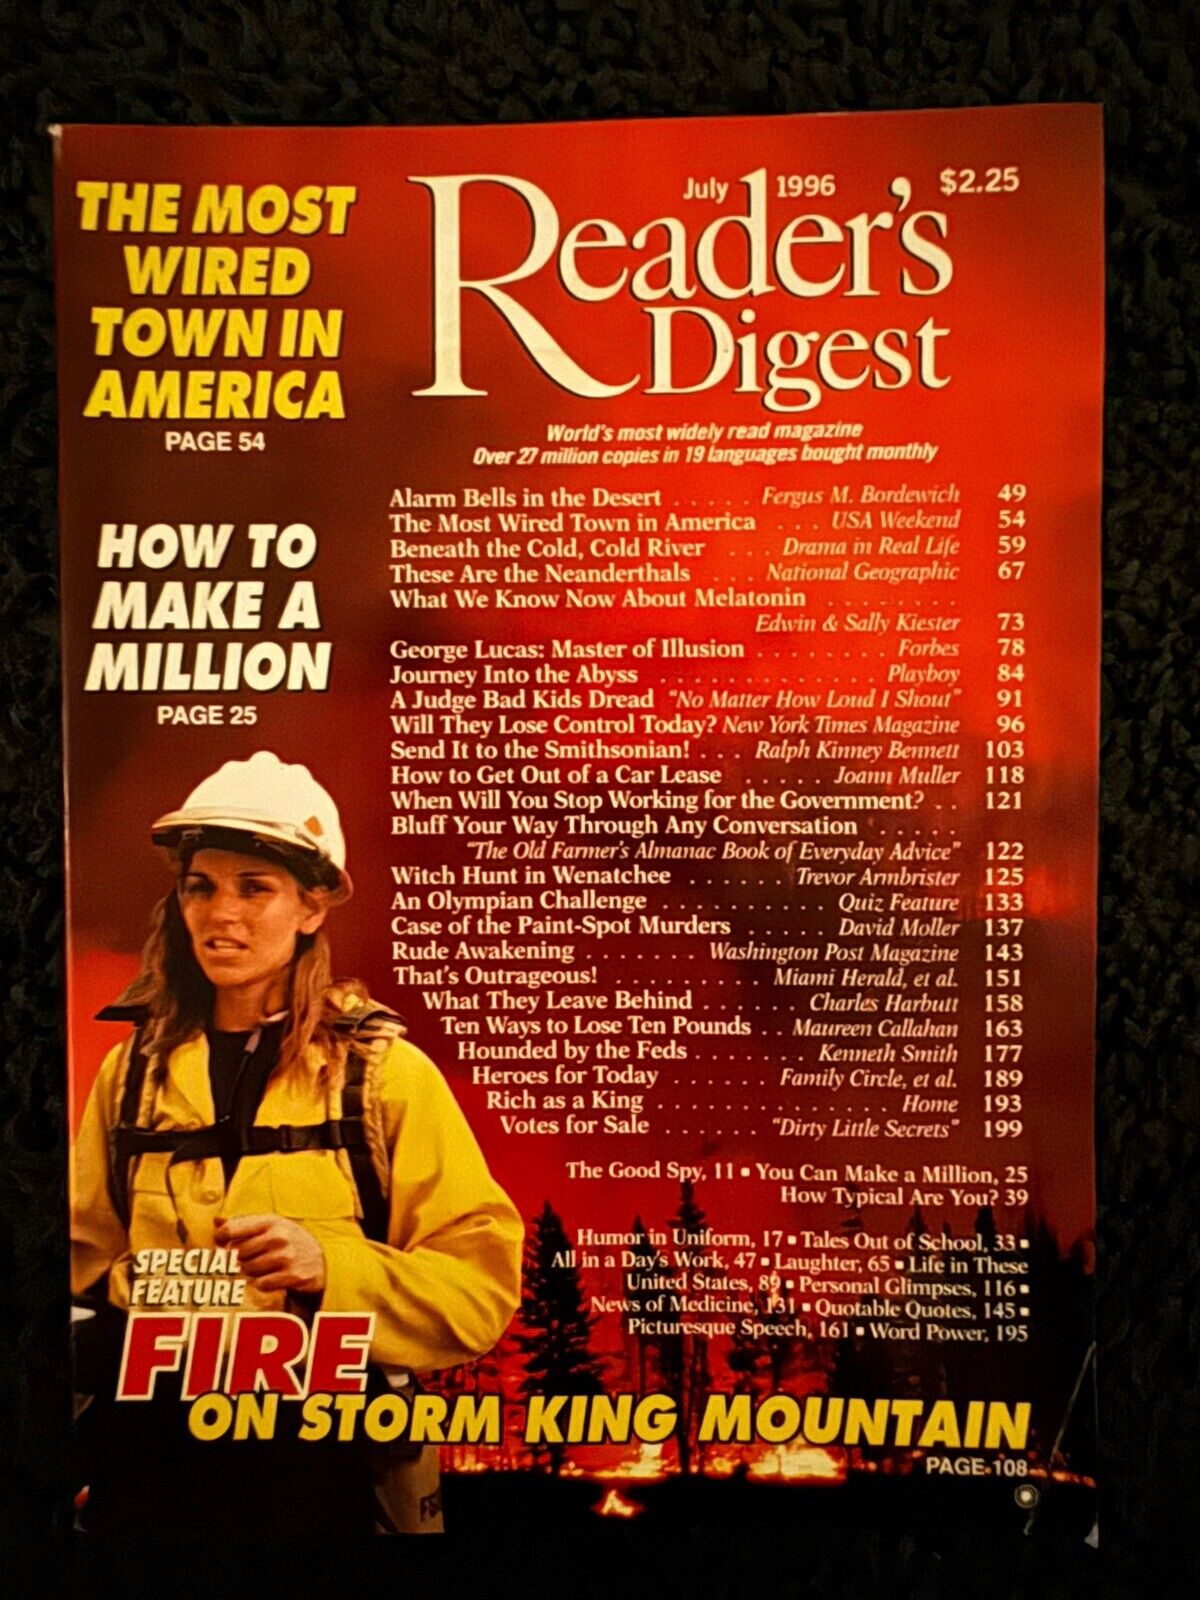 THE MOST
WIRED
TOWN IN
AMERICA
PAGE 54
HOW TO
MAKE A
MILLION
PAGE 25
July 1996 $2.25
Reader's
Digest
World's most widely read magazine
Over 27 million copies in 19 languages bought monthly
Alarm Bells in the Desert . . . . . Fergus M. Bordewich 49
The Most Wired Town in America . . . USA Weekend 54
Beneath the Cold, Cold River . . . Drama in Real Life 59
These Are the Neanderthals . . . National Geographic 67
What We Know Now About Melatonin . . . . . . . .
Edwin & Sally Kiester 73
George Lucas: Master of Illusion . . . . . . . . Forbes 78
Journey Into the Abyss . . . . . . . . . . . . . Playboy 84
A Judge Bad Kids Dread "No Matter How Loud I Shout" 91
Will They Lose Control Today? New York Times Magazine 96
Send It to the Smithsonian! . . . Ralph Kinney Bennett 103
How to Get Out of a Car Lease . . . . . Joann Muller 118
When Will You Stop Working for the Government? . . 121
Bluff Your Way Through Any Conversation . . . . .
"The Old Farmer's Almanac Book of Everyday Advice" 122
Witch Hunt in Wenatchee . . . . . . Trevor Armbrister 125
An Olympian Challenge . . . . . . . . . . Quiz Feature 133
Case of the Paint-Spot Murders . . . . . David Moller 137
Rude Awakening . . . . . . . Washington Post Magazine 143
That's Outrageous! . . . . . . . . . Miami Herald, et al. 151
What They Leave Behind . . . . . . Charles Harbutt 158
Ten Ways to Lose Ten Pounds . . Maureen Callahan 163
Hounded by the Feds . . . . . . . Kenneth Smith 177
Heroes for Today . . . . . . Family Circle, et al. 189
Rich as a King . . . . . . . . . . . . . . Home 193
Votes for Sale . . . . . . "Dirty Little Secrets" 199
The Good Spy, 11 ▪ You Can Make a Million, 25
How Typical Are You? 39
Humor in Uniform, 17 ▪ Tales Out of School, 33 ▪
All in a Day's Work, 47 ▪ Laughter, 65 ▪ Life in These
United States, 89 ▪ Personal Glimpses, 116 ▪
News of Medicine, 131 ▪ Quotable Quotes, 145 ▪
Picturesque Speech, 161 ▪ Word Power, 195
SPECIAL
FEATURE
FIRE
ON STORM KING MOUNTAIN
PAGE 108